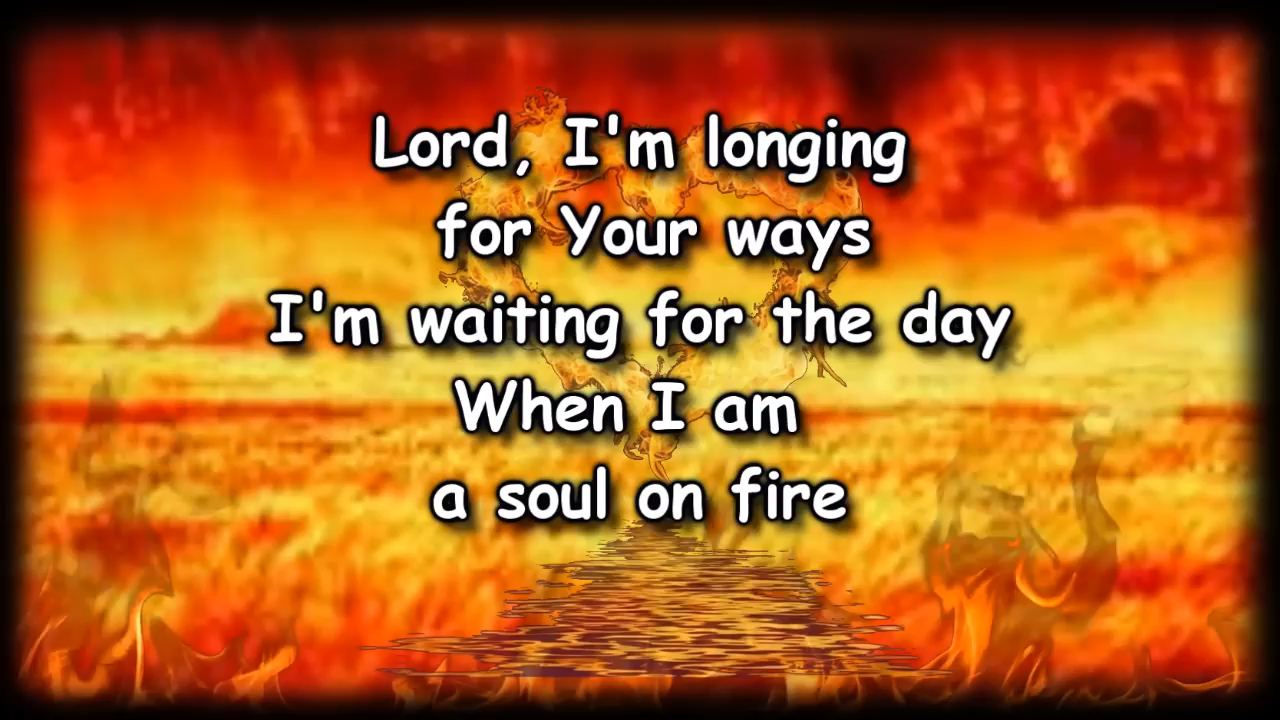 Lord, I'm longing
for Your ways
I'm waiting for the day
When I am
a soul on fire